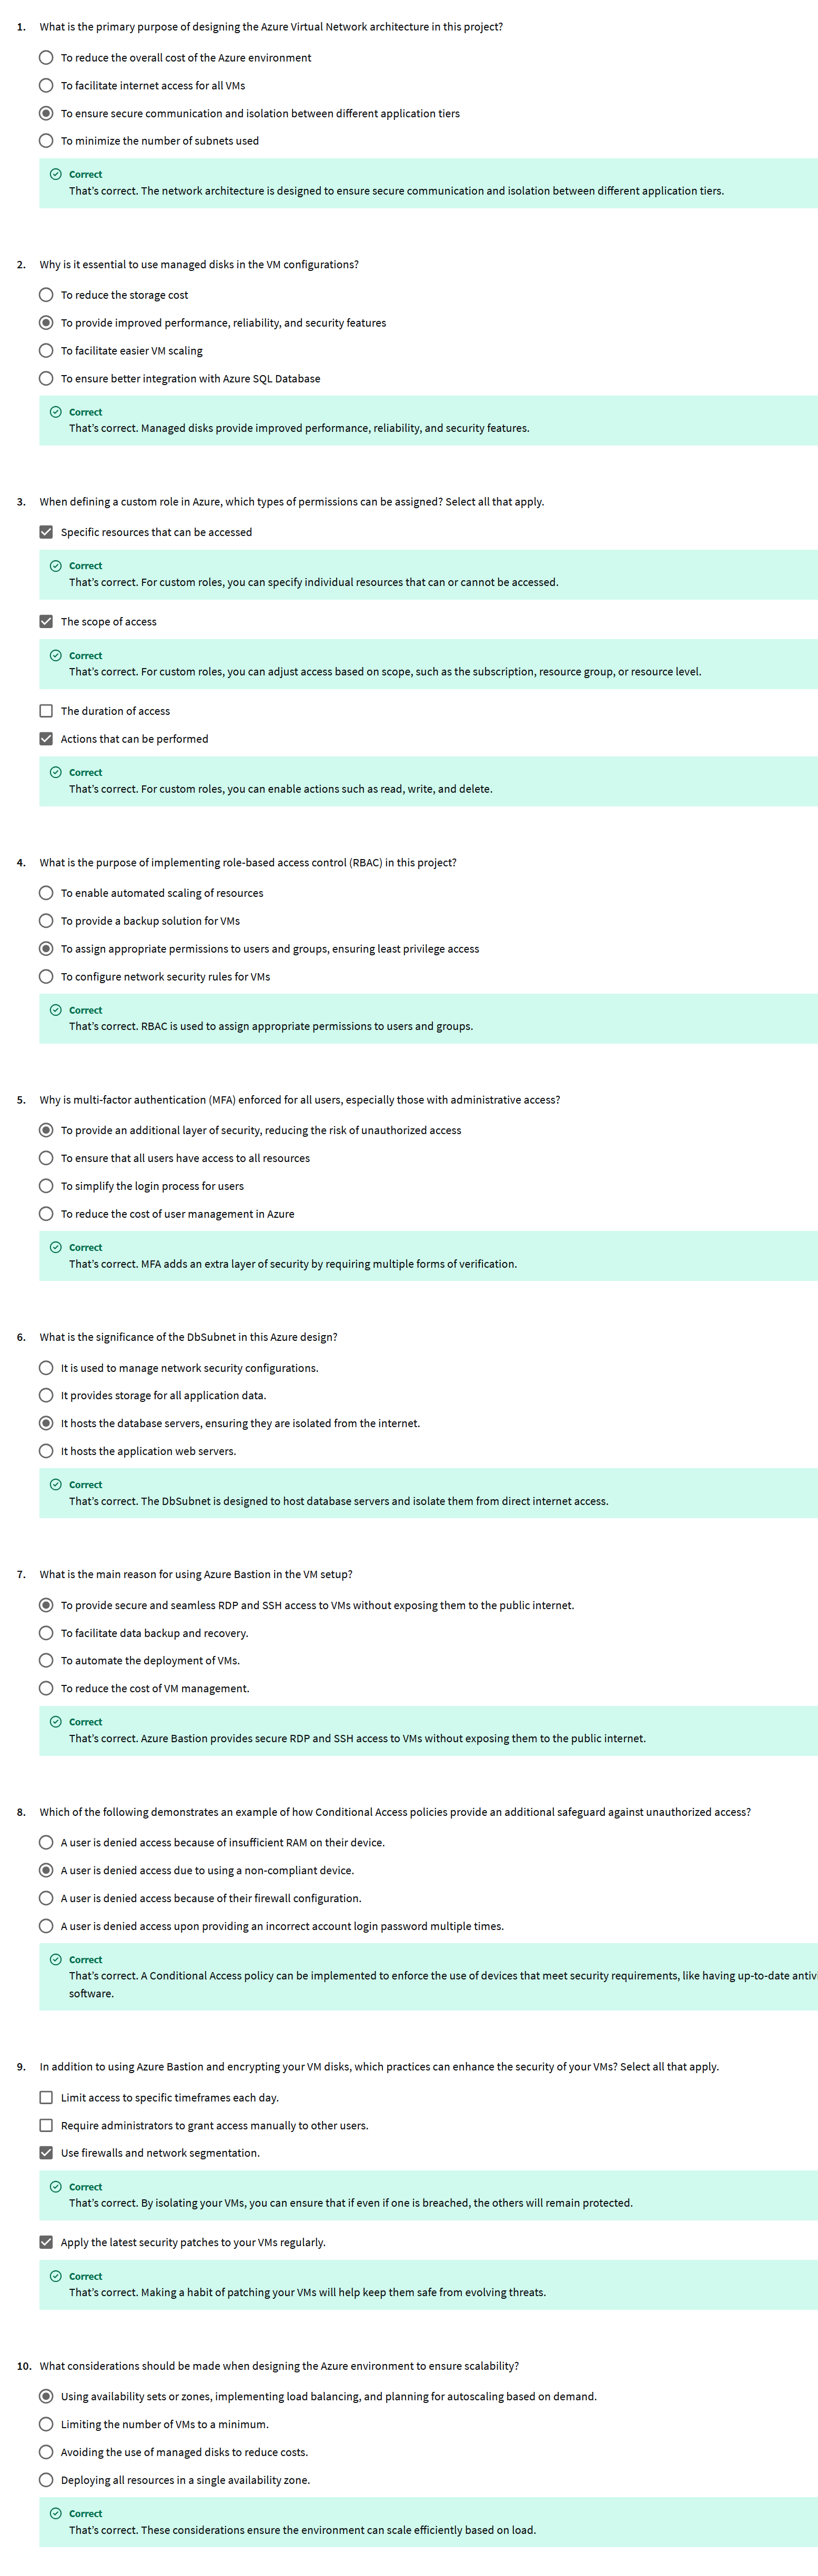 1. What is the primary purpose of designing the Azure Virtual Network architecture in this project?
To reduce the overall cost of the Azure environment
To facilitate internet access for all VMs
To ensure secure communication and isolation between different application tiers
To minimize the number of subnets used
Correct
That's correct. The network architecture is designed to ensure secure communication and isolation between different application tiers.
2. Why is it essential to use managed disks in the VM configurations?
To reduce the storage cost
To provide improved performance, reliability, and security features
To facilitate easier VM scaling
To ensure better integration with Azure SQL Database
Correct
That's correct. Managed disks provide improved performance, reliability, and security features.
3. When defining a custom role in Azure, which types of permissions can be assigned? Select all that apply.
Specific resources that can be accessed
Correct
That's correct. For custom roles, you can specify individual resources that can or cannot be accessed.
The scope of access
Correct
That's correct. For custom roles, you can adjust access based on scope, such as the subscription, resource group, or resource level.
The duration of access
Actions that can be performed
Correct
That's correct. For custom roles, you can enable actions such as read, write, and delete.
4. What is the purpose of implementing role-based access control (RBAC) in this project?
To enable automated scaling of resources
To provide a backup solution for VMs
To assign appropriate permissions to users and groups, ensuring least privilege access
To configure network security rules for VMs
Correct
That's correct. RBAC is used to assign appropriate permissions to users and groups.
5. Why is multi-factor authentication (MFA) enforced for all users, especially those with administrative access?
To provide an additional layer of security, reducing the risk of unauthorized access
To ensure that all users have access to all resources
To simplify the login process for users
To reduce the cost of user management in Azure
Correct
That's correct. MFA adds an extra layer of security by requiring multiple forms of verification.
6. What is the significance of the DbSubnet in this Azure design?
It is used to manage network security configurations.
It provides storage for all application data.
It hosts the database servers, ensuring they are isolated from the internet.
It hosts the application web servers.
Correct
That's correct. The DbSubnet is designed to host database servers and isolate them from direct internet access.
7. What is the main reason for using Azure Bastion in the VM setup?
To provide secure and seamless RDP and SSH access to VMs without exposing them to the public internet.
To facilitate data backup and recovery.
To automate the deployment of VMs.
To reduce the cost of VM management.
Correct
That's correct. Azure Bastion provides secure RDP and SSH access to VMs without exposing them to the public internet.
8. Which of the following demonstrates an example of how Conditional Access policies provide an additional safeguard against unauthorized access?
A user is denied access because of insufficient RAM on their device.
A user is denied access due to using a non-compliant device.
A user is denied access because of their firewall configuration.
A user is denied access upon providing an incorrect account login password multiple times.
Correct
That's correct. A Conditional Access policy can be implemented to enforce the use of devices that meet security requirements, like having up-to-date antiv
software.
9. In addition to using Azure Bastion and encrypting your VM disks, which practices can enhance the security of your VMs? Select all that apply.
Limit access to specific timeframes each day.
Require administrators to grant access manually to other users.
Use firewalls and network segmentation.
Correct
That's correct. By isolating your VMs, you can ensure that if even if one is breached, the others will remain protected.
Apply the latest security patches to your VMs regularly.
Correct
That's correct. Making a habit of patching your VMs will help keep them safe from evolving threats.
10. What considerations should be made when designing the Azure environment to ensure scalability?
Using availability sets or zones, implementing load balancing, and planning for autoscaling based on demand.
Limiting the number of VMs to a minimum.
Avoiding the use of managed disks to reduce costs.
Deploying all resources in a single availability zone.
Correct
That's correct. These considerations ensure the environment can scale efficiently based on load.